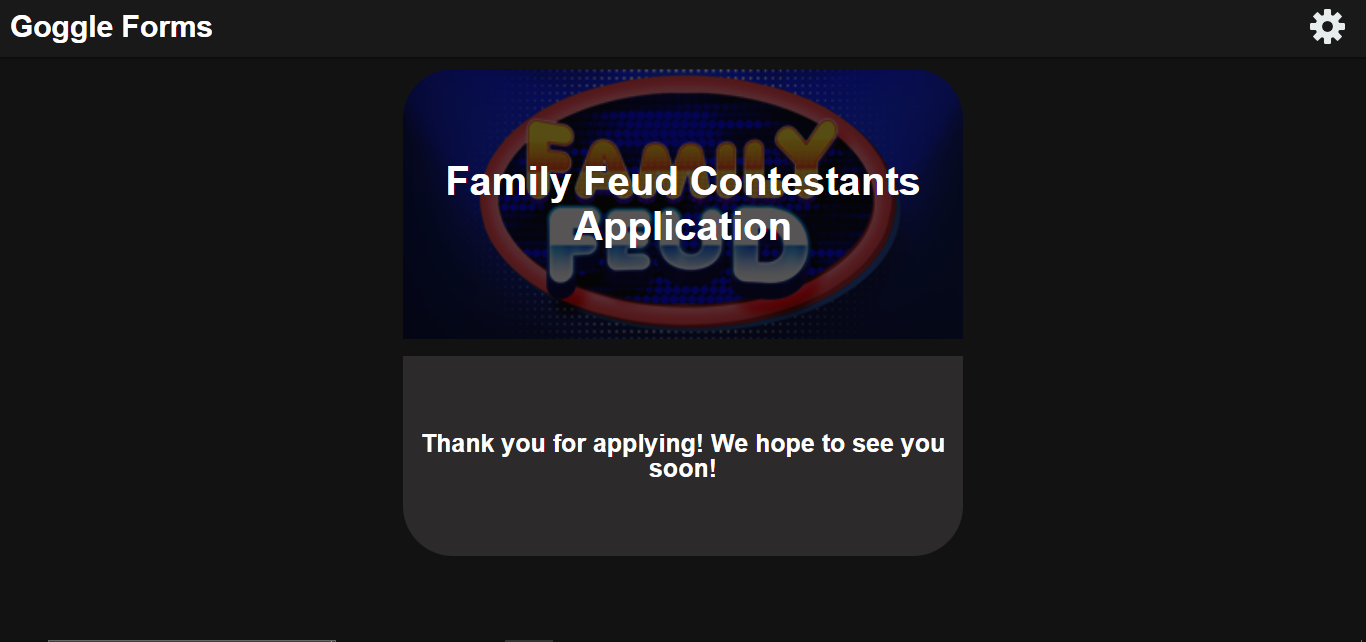 Goggle Forms
FAMILY
FEUD
Family Feud Contestants
Application
Thank you for applying! We hope to see you
soon!